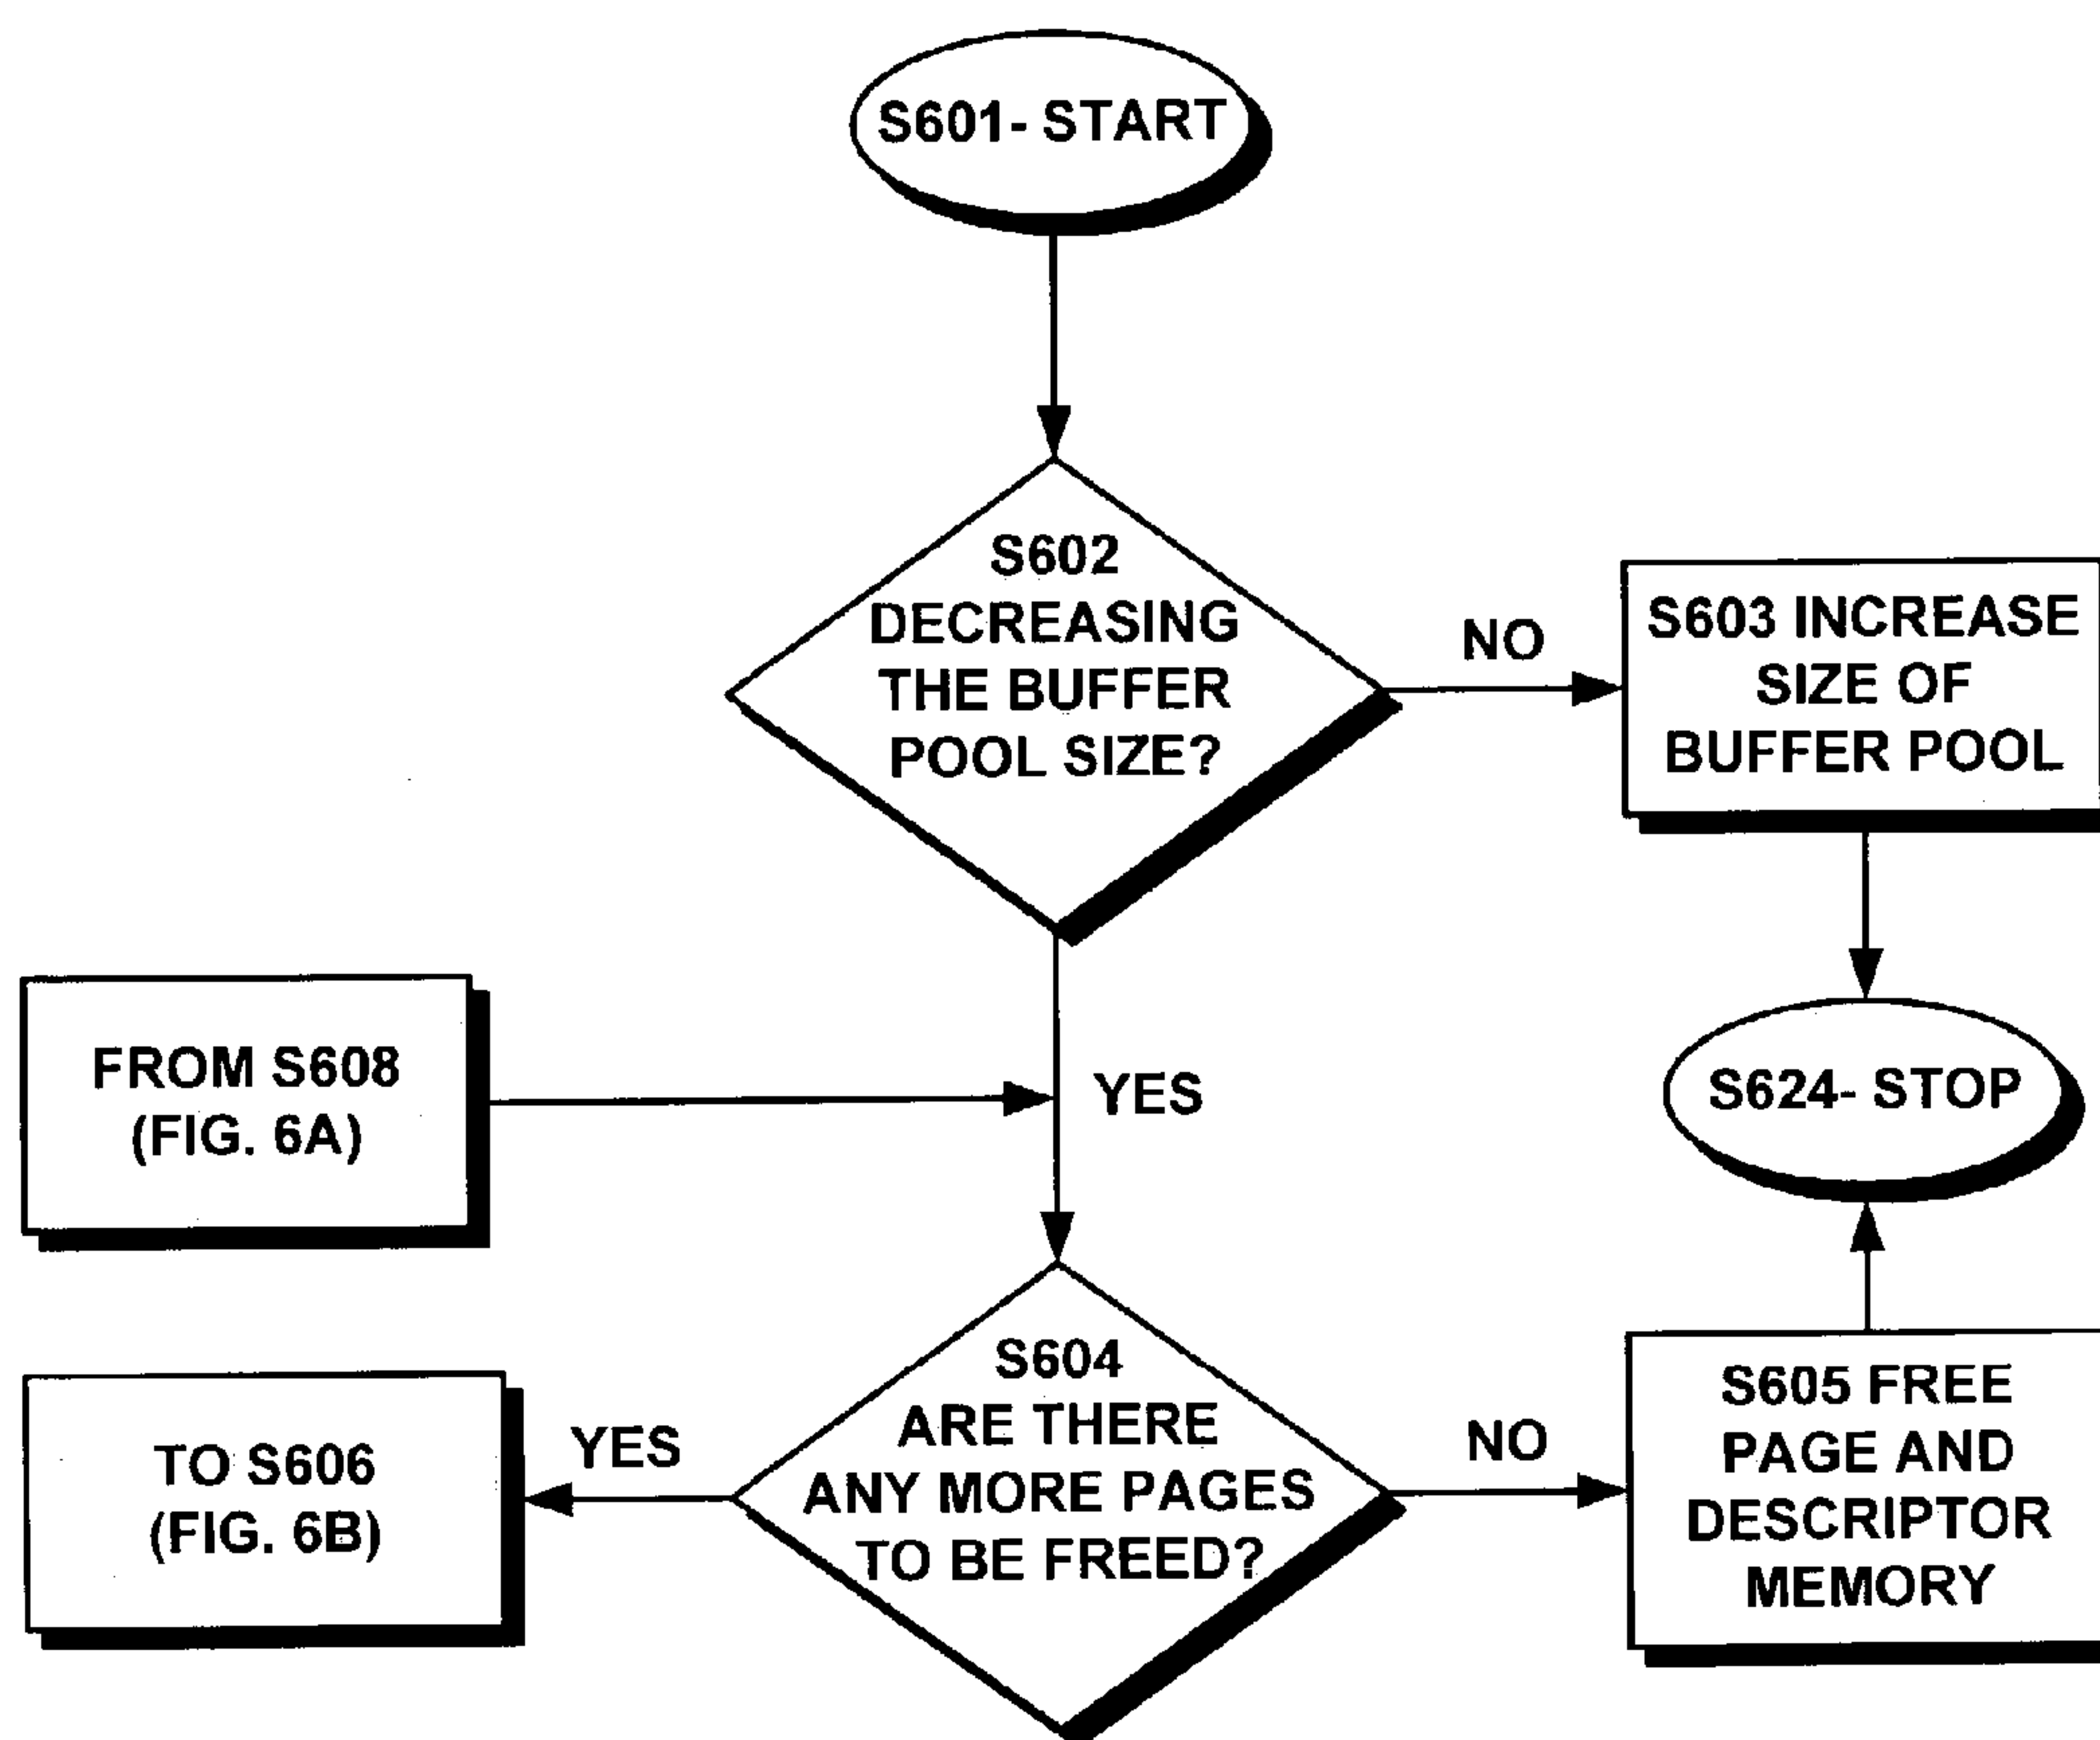 S601- START
S602
DECREASING
THE BUFFER
POOL SIZE?
NO
S603 INCREASE
SIZE OF
BUFFER POOL
FROM S608
(FIG. 6A)
YES
S624- STOP
S604
ARE THERE
ANY MORE PAGES
TO BE FREED?
YES
TO S606
(FIG. 6B)
NO
S605 FREE
PAGE AND
DESCRIPTOR
MEMORY